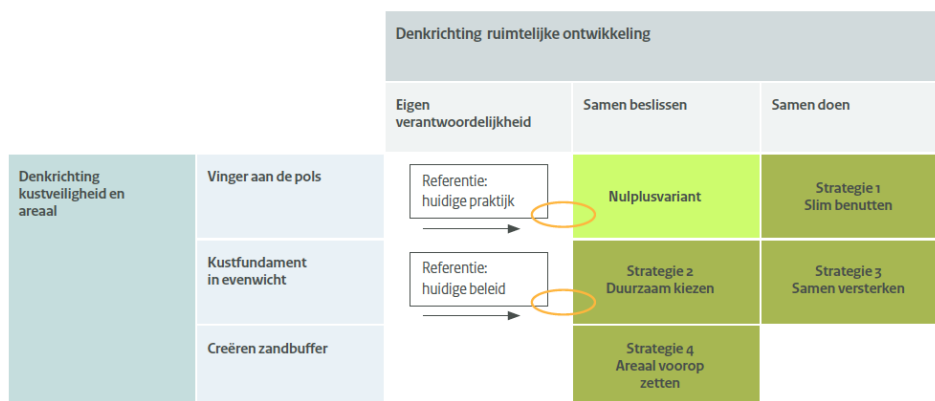 Denkrichting ruimtelijke ontwikkeling
Eigen
verantwoordelijkheid
Samen beslissen
Samen doen
Denkrichting
kustveiligheid en
areaal
Vinger aan de pols
Referentie:
huidige praktijk
Nulplusvariant
Strategie 1
Slim benutten
Kustfundament
in evenwicht
Referentie:
huidige beleid
Strategie 2
Duurzaam kiezen
Strategie 3
Samen versterken
Creëren zandbuffer
Strategie 4
Areaal voorop
zetten